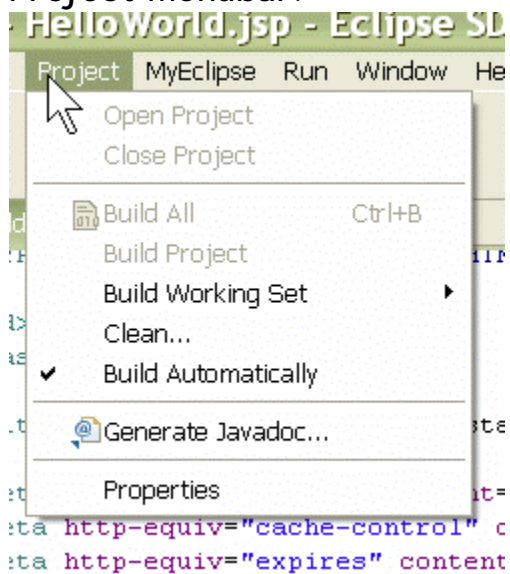 Project Menubar.
HelloWorld.jsp - Eclipse SD
Project MyEclipse Run Window He
Open Project
Close Project
Build All Ctrl+B
Build Project
Build Working Set
Clean...
Build Automatically
Generate Javadoc...
Properties
eta http-equiv="cache-control" c
eta http-equiv="expires" content